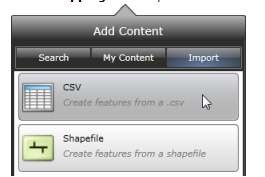 Add Content
Search My Content Import
CSV
Create features from a .csv
Shapefile
Create features from a shapefile